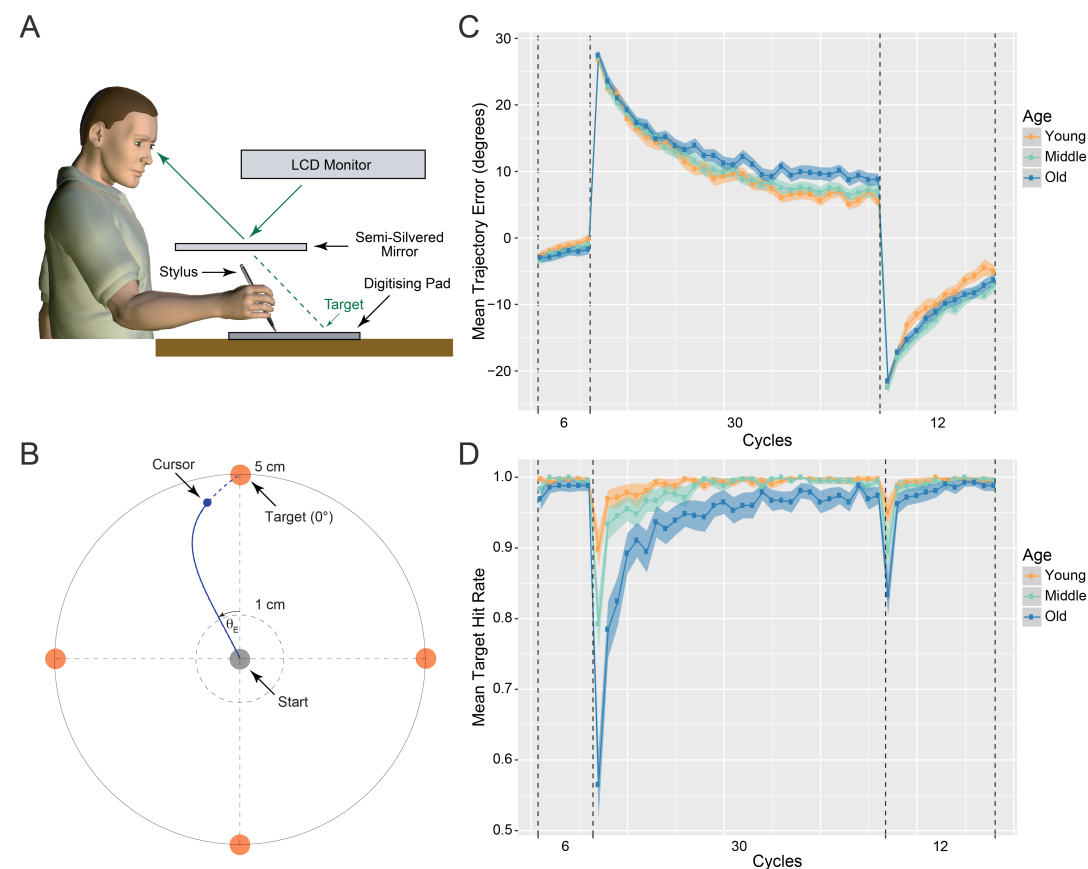 A
LCD Monitor
Semi-Silvered
Mirror
Stylus
Digitising Pad
Target
B
Cursor
5 cm
Target (0°)
1 cm
θE
Start
C
Mean Trajectory Error (degrees)
30
20
10
0
−10
−20
6
30
12
Cycles
Age
Young
Middle
Old
D
Mean Target Hit Rate
1.0
0.9
0.8
0.7
0.6
0.5
6
30
12
Cycles
Age
Young
Middle
Old